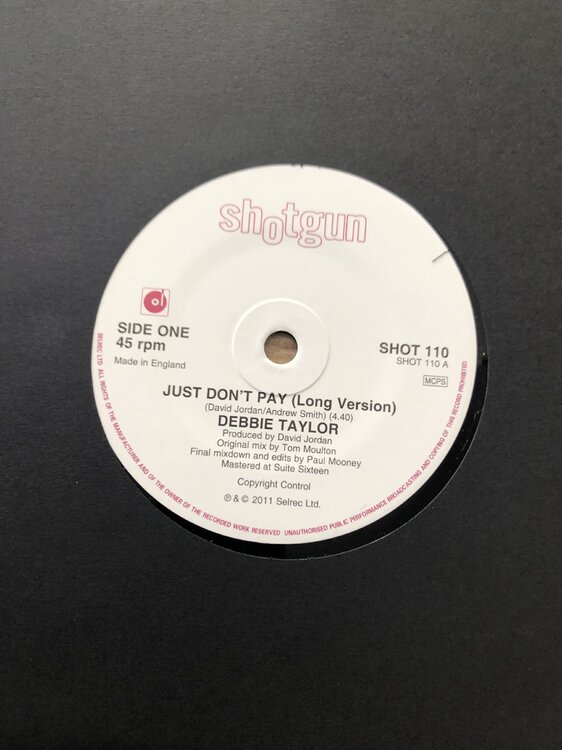 shotgun
SIDE ONE
45 rpm
Made in England
SHOT 110
SHOT 110 A
MCPS
JUST DON'T PAY (Long Version)
(David Jordan/Andrew Smith) (4.40)
DEBBIE TAYLOR
Produced by David Jordan
Original mix by Tom Moulton
Final mixdown and edits by Paul Mooney
Mastered at Suite Sixteen
Copyright Control
℗ & © 2011 Selrec Ltd.
SELREC LTD ALL RIGHTS OF THE MANUFACTURER AND OF THE OWNER OF THE RECORDED WORK RESERVED UNAUTHORISED PUBLIC PERFORMANCE BROADCASTING AND COPYING OF THIS RECORD PROHIBITED